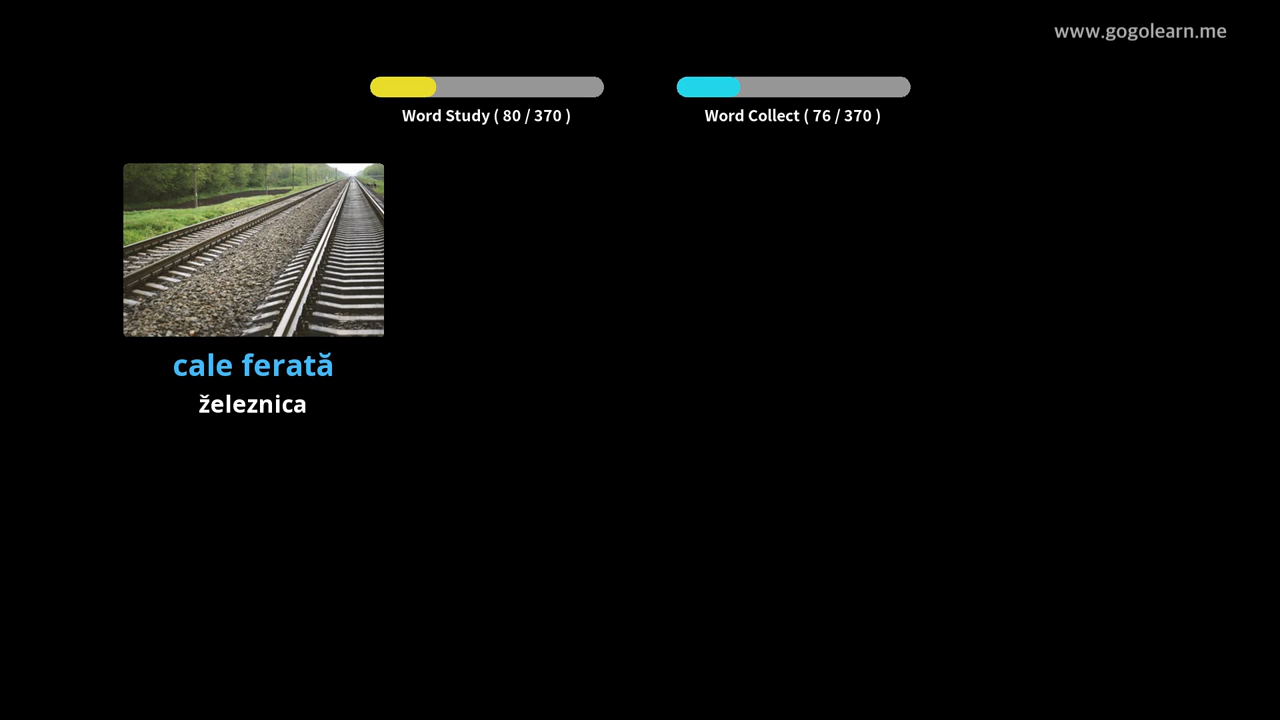 www.gogolearn.me
Word Study ( 80 / 370 )
Word Collect ( 76 / 370 )
cale ferată
železnica